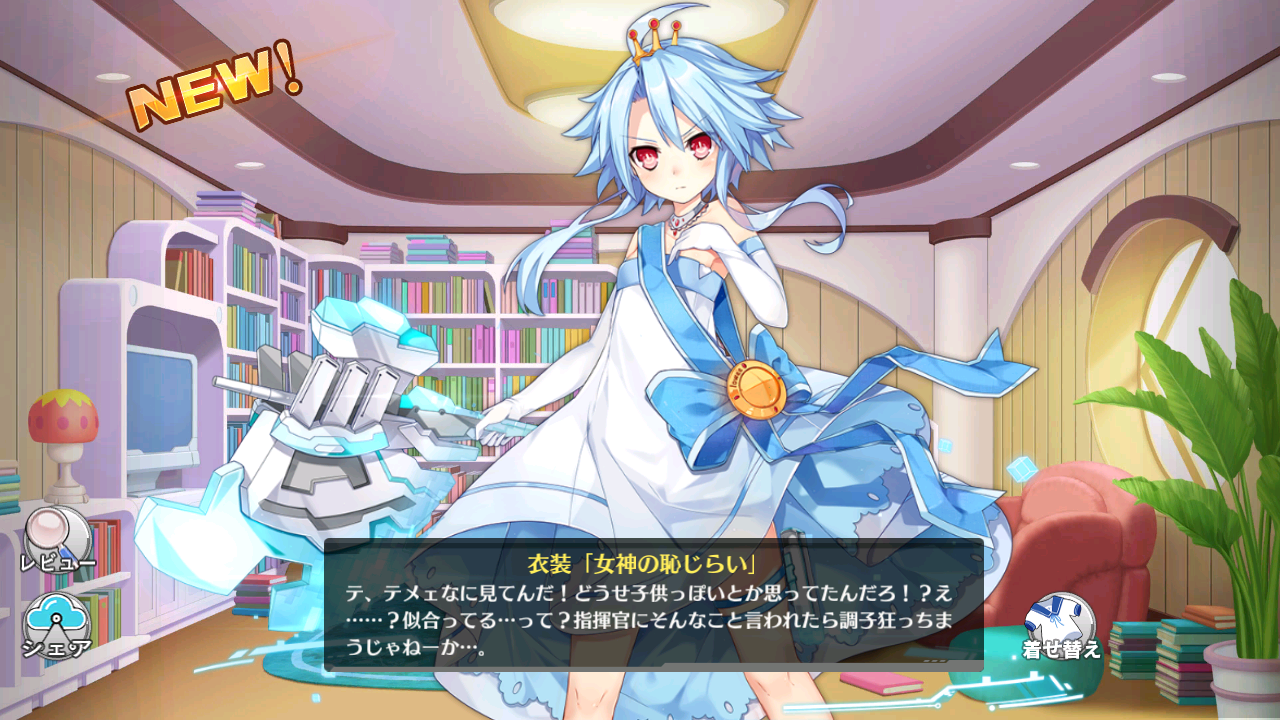 NEW!
レビュー
シェア
衣装「女神の恥じらい」
テ、テメェなに見てんだ！どうせ子供っぽいとか思ってたんだろ！？え
……？似合ってる…って？指揮官にそんなこと言われたら調子狂っちま
うじゃねーか…。
着せ替え